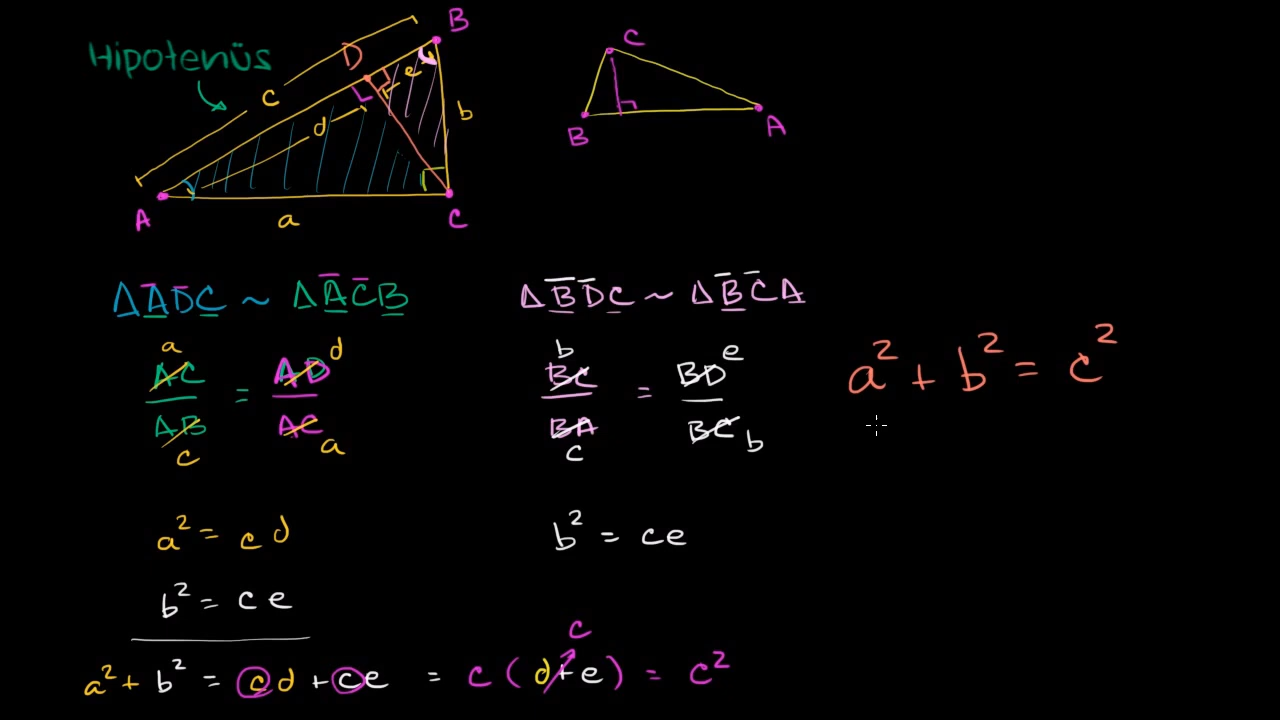 Hipotenüs
B
D
c
e
L
d
b
A
a
C
C
B
A
ΔADC ~ ΔACB
ΔBDC ~ ΔBCA
a d
AC = AD
AB AC
c a
b e
BC = BD
BA BC
c b
a² + b² = c²
a² = cd
b² = ce
b² = ce
c
a² + b² = cd + ce = c(d+e) = c²